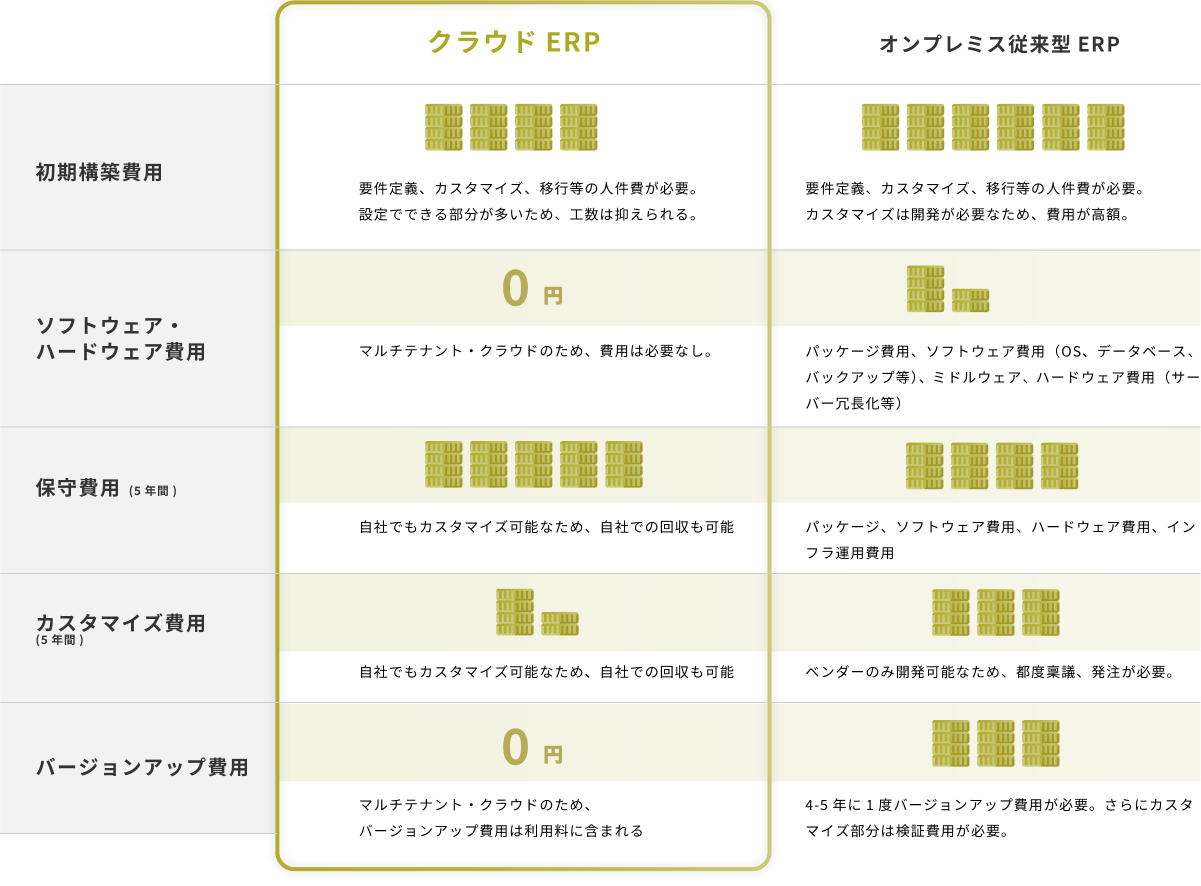 クラウド ERP
オンプレミス従来型 ERP
初期構築費用
要件定義、カスタマイズ、移行等の人件費が必要。
設定でできる部分が多いため、工数は抑えられる。
要件定義、カスタマイズ、移行等の人件費が必要。
カスタマイズは開発が必要なため、費用が高額。
ソフトウェア・
ハードウェア費用
0 円
マルチテナント・クラウドのため、費用は必要なし。
パッケージ費用、ソフトウェア費用（OS、データベース、
バックアップ等）、ミドルウェア、ハードウェア費用（サー
バー冗長化等）
保守費用 (5 年間 )
自社でもカスタマイズ可能なため、自社での回収も可能
パッケージ、ソフトウェア費用、ハードウェア費用、イン
フラ運用費用
カスタマイズ費用
(5 年間 )
自社でもカスタマイズ可能なため、自社での回収も可能
ベンダーのみ開発可能なため、都度稟議、発注が必要。
バージョンアップ費用
0 円
マルチテナント・クラウドのため、
バージョンアップ費用は利用料に含まれる
4-5 年に 1 度バージョンアップ費用が必要。さらにカスタ
マイズ部分は検証費用が必要。